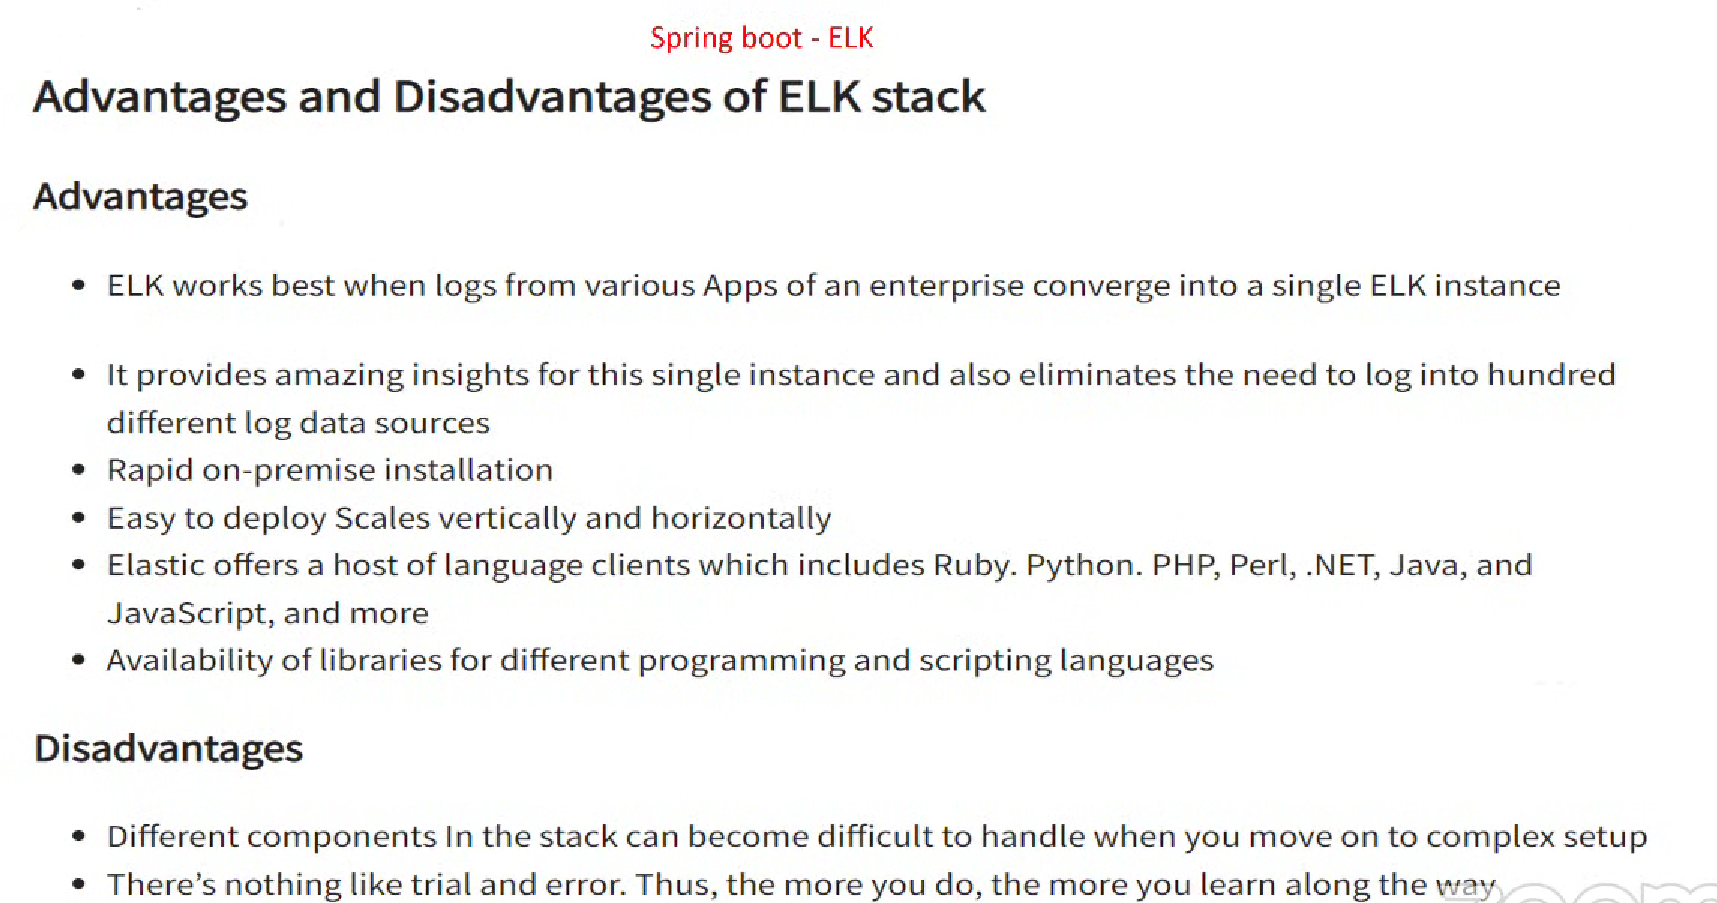 Spring boot - ELK
Advantages and Disadvantages of ELK stack
Advantages
• ELK works best when logs from various Apps of an enterprise converge into a single ELK instance
• It provides amazing insights for this single instance and also eliminates the need to log into hundred
different log data sources
• Rapid on-premise installation
• Easy to deploy Scales vertically and horizontally
• Elastic offers a host of language clients which includes Ruby. Python. PHP, Perl, .NET, Java, and
JavaScript, and more
• Availability of libraries for different programming and scripting languages
Disadvantages
• Different components In the stack can become difficult to handle when you move on to complex setup
• There’s nothing like trial and error. Thus, the more you do, the more you learn along the way
zoom